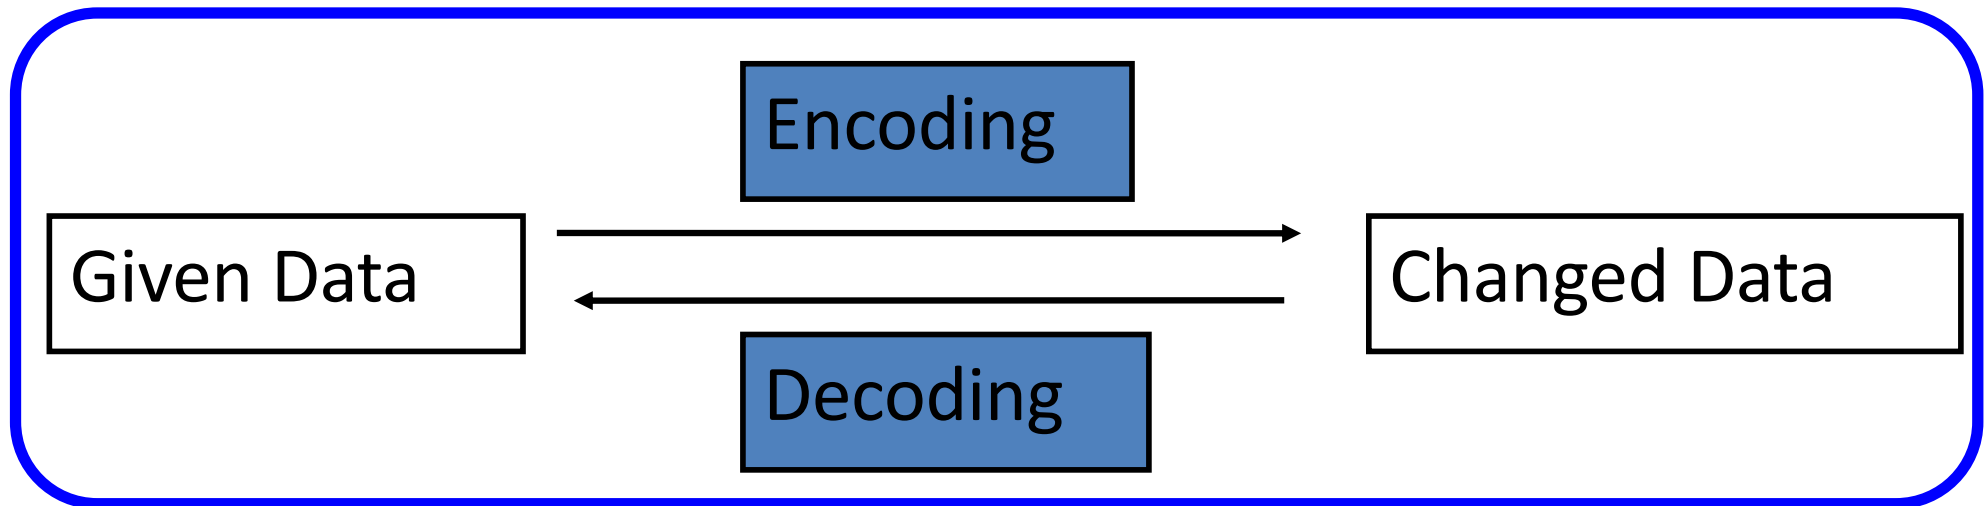 Encoding
Given Data
Changed Data
Decoding